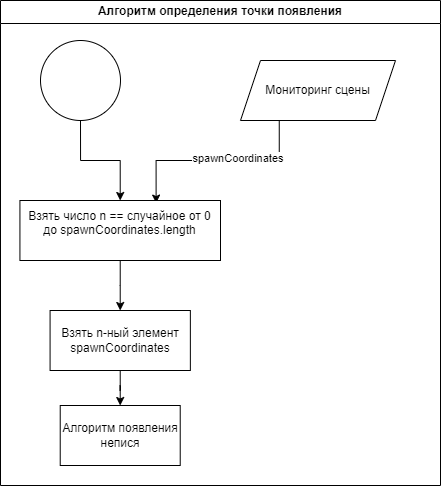 Алгоритм определения точки появления
Мониторинг сцены
spawnCoordinates
Взять число n == случайное от 0
до spawnCoordinates.length
Взять n-ный элемент
spawnCoordinates
Алгоритм появления
непися